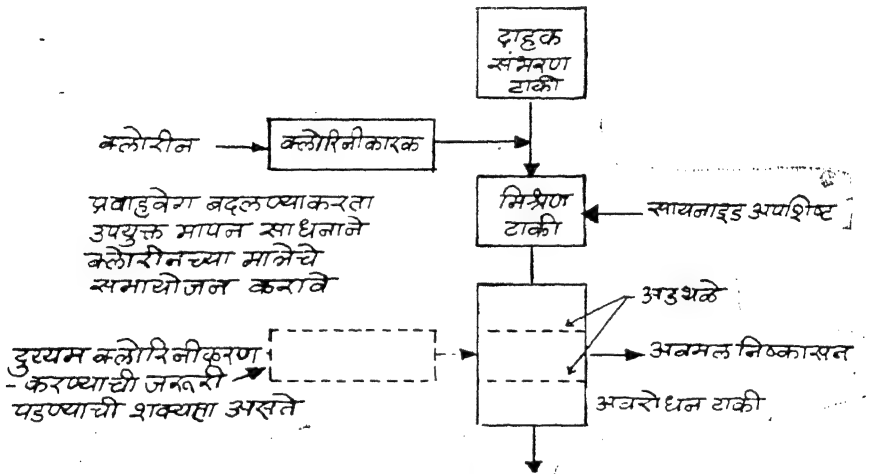 दाहक
संभरण
टाकी
क्लोरीन
क्लोरिनीकारक
प्रवाहवेग बदलण्याकरता
उपयुक्त मापन साधनाने
क्लोरीनच्या मात्रेचे
समायोजन करावे
मिश्रण
टाकी
सायनाइड अपशिष्ट
अडथळे
दुय्यम क्लोरिनीकरण
करण्याची जरूरी
पडण्याची शक्यता असते
अवमल निष्कासन
अवरोधन टाकी